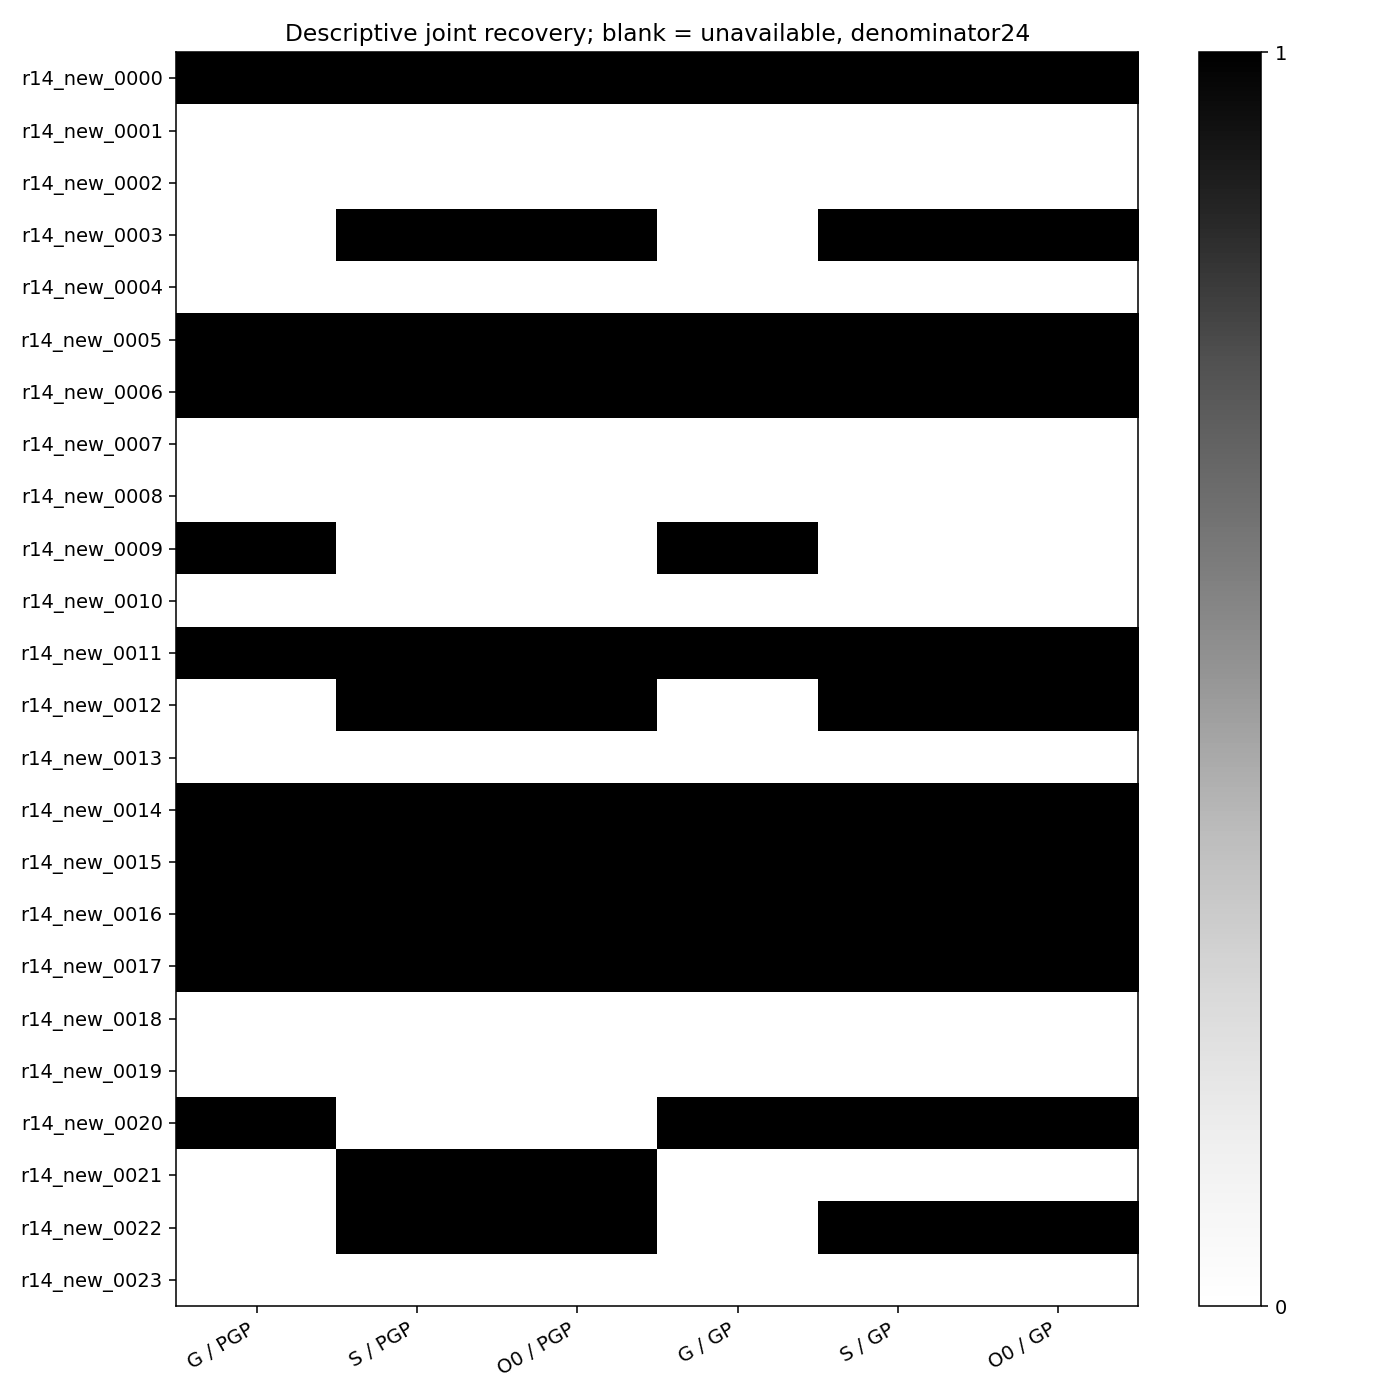 Descriptive joint recovery; blank = unavailable, denominator24
r14_new_0000
r14_new_0001
r14_new_0002
r14_new_0003
r14_new_0004
r14_new_0005
r14_new_0006
r14_new_0007
r14_new_0008
r14_new_0009
r14_new_0010
r14_new_0011
r14_new_0012
r14_new_0013
r14_new_0014
r14_new_0015
r14_new_0016
r14_new_0017
r14_new_0018
r14_new_0019
r14_new_0020
r14_new_0021
r14_new_0022
r14_new_0023
G / PGP
S / PGP
O0 / PGP
G / GP
S / GP
O0 / GP
1
0